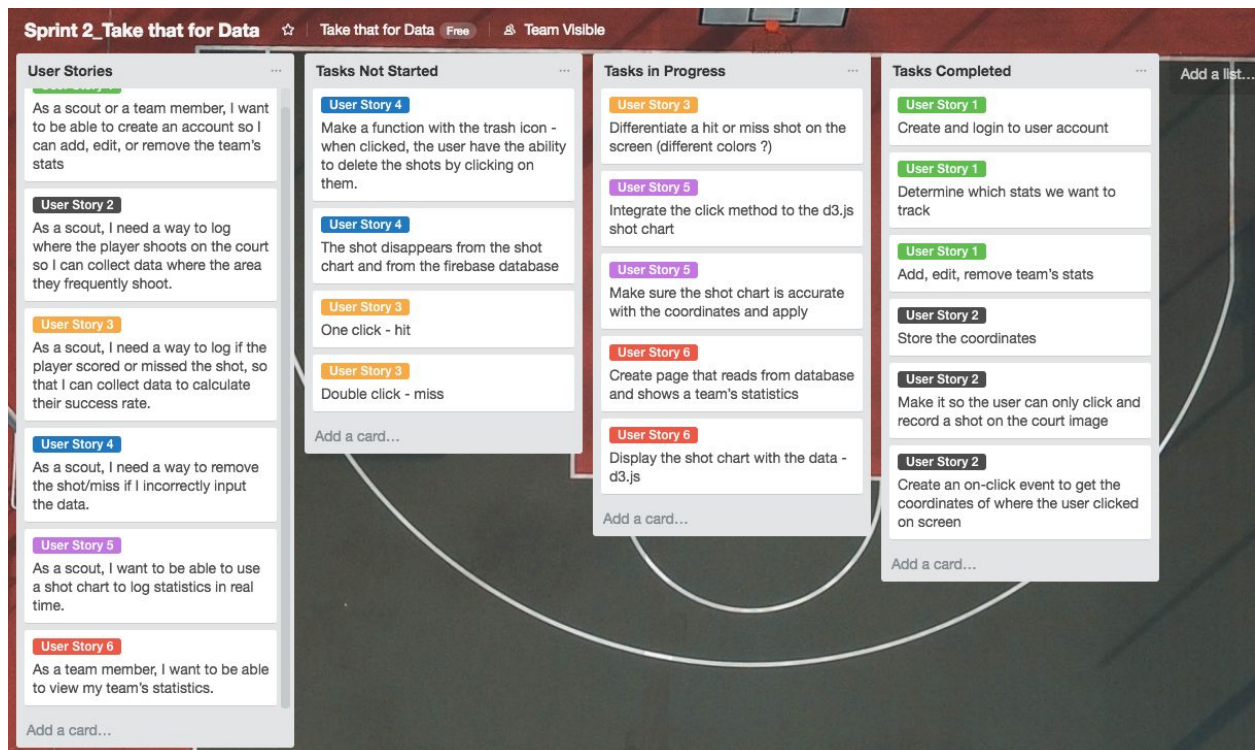 Sprint 2_Take that for Data
Take that for Data Free
Team Visible
User Stories
As a scout or a team member, I want
to be able to create an account so I
can add, edit, or remove the team's
stats
User Story 2
As a scout, I need a way to log
where the player shoots on the court
so I can collect data where the area
they frequently shoot.
User Story 3
As a scout, I need a way to log if the
player scored or missed the shot, so
that I can collect data to calculate
their success rate.
User Story 4
As a scout, I need a way to remove
the shot/miss if I incorrectly input
the data.
User Story 5
As a scout, I want to be able to use
a shot chart to log statistics in real
time.
User Story 6
As a team member, I want to be able
to view my team's statistics.
Add a card...
Tasks Not Started
User Story 4
Make a function with the trash icon -
when clicked, the user have the ability
to delete the shots by clicking on
them.
User Story 4
The shot disappears from the shot
chart and from the firebase database
User Story 3
One click - hit
User Story 3
Double click - miss
Add a card...
Tasks in Progress
User Story 3
Differentiate a hit or miss shot on the
screen (different colors ?)
User Story 5
Integrate the click method to the d3.js
shot chart
User Story 5
Make sure the shot chart is accurate
with the coordinates and apply
User Story 6
Create page that reads from database
and shows a team's statistics
User Story 6
Display the shot chart with the data -
d3.js
Add a card...
Tasks Completed
User Story 1
Create and login to user account
User Story 1
Determine which stats we want to
track
User Story 1
Add, edit, remove team's stats
User Story 2
Store the coordinates
User Story 2
Make it so the user can only click and
record a shot on the court image
User Story 2
Create an on-click event to get the
coordinates of where the user clicked
on screen
Add a card...
Add a list...